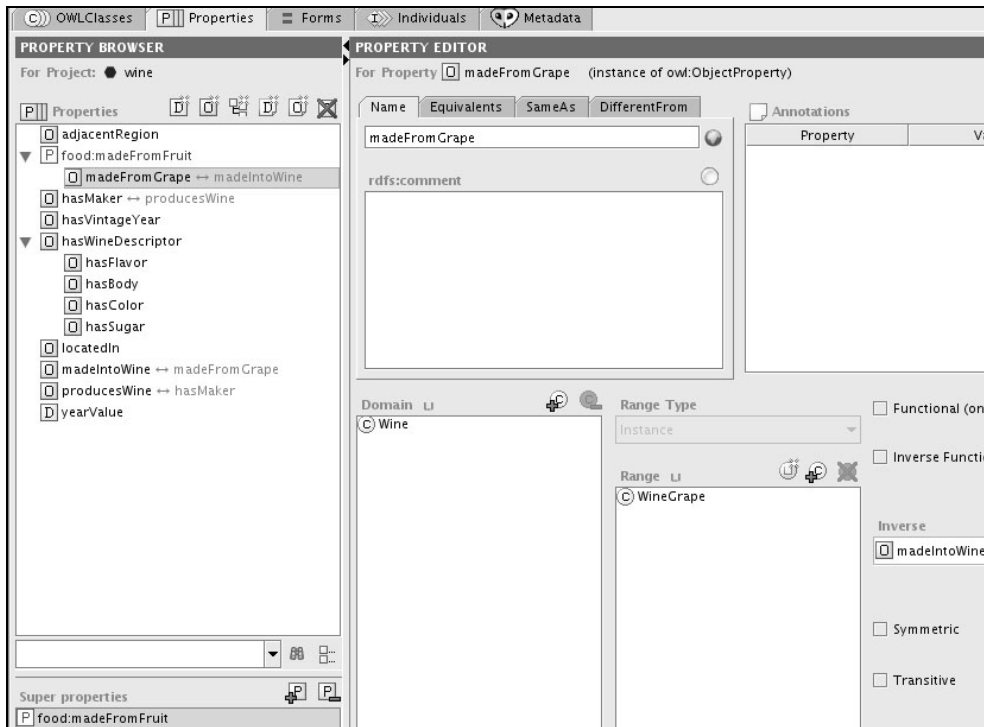 OWLClasses Properties Forms Individuals Metadata
PROPERTY BROWSER
For Project: wine
Properties
adjacentRegion
food:madeFromFruit
madeFromGrape ↔ madeIntoWine
hasMaker ↔ producesWine
hasVintageYear
hasWineDescriptor
hasFlavor
hasBody
hasColor
hasSugar
locatedIn
madeIntoWine ↔ madeFromGrape
producesWine ↔ hasMaker
yearValue
Super properties
food:madeFromFruit
PROPERTY EDITOR
For Property madeFromGrape (instance of owl:ObjectProperty)
Name Equivalents SameAs DifferentFrom
madeFromGrape
rdfs:comment
Annotations
Property Va
Domain
Wine
Range Type
Instance
Range
WineGrape
Functional (on
Inverse Functi
Inverse
madeIntoWine
Symmetric
Transitive